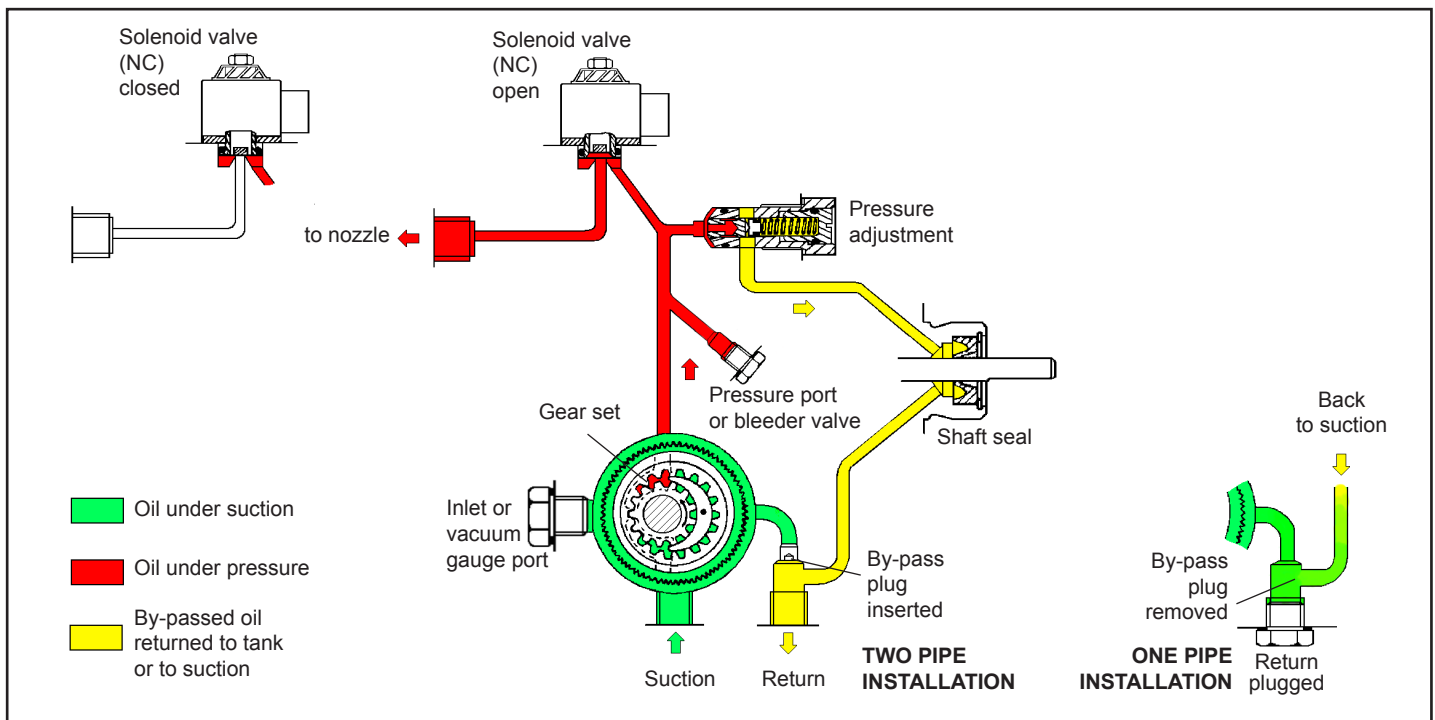 Solenoid valve
(NC)
closed
Solenoid valve
(NC)
open
to nozzle
Pressure
adjustment
Pressure port
or bleeder valve
Gear set
Shaft seal
Back
to suction
Oil under suction
Oil under pressure
By-passed oil
returned to tank
or to suction
Inlet or
vacuum
gauge port
By-pass
plug
inserted
By-pass
plug
removed
Suction
Return
TWO PIPE
INSTALLATION
ONE PIPE
INSTALLATION
Return
plugged